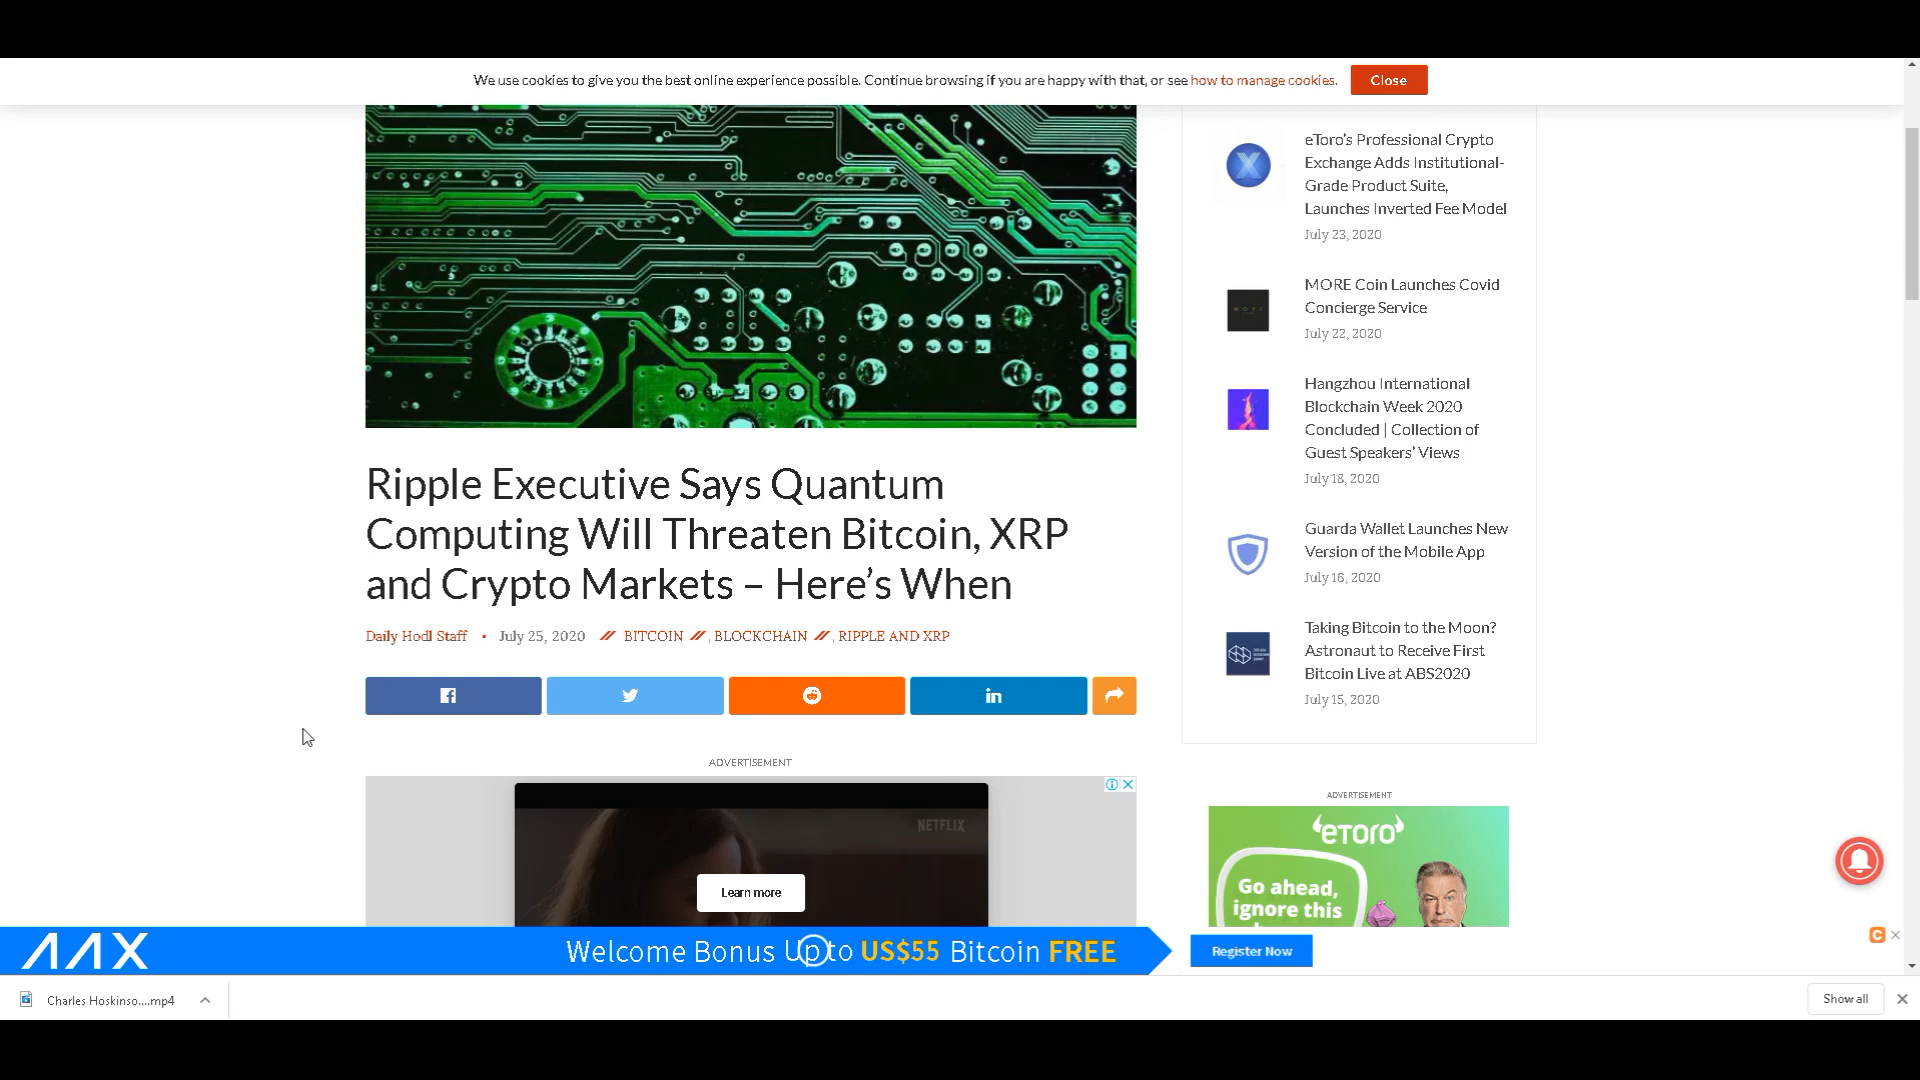 We use cookies to give you the best online experience possible. Continue browsing if you are happy with that, or see how to manage cookies.
Close
Ripple Executive Says Quantum
Computing Will Threaten Bitcoin, XRP
and Crypto Markets – Here’s When
Daily Hodl Staff • July 25, 2020 // BITCOIN //, BLOCKCHAIN //, RIPPLE AND XRP
ADVERTISEMENT
NETFLIX
Learn more
eToro’s Professional Crypto
Exchange Adds Institutional-
Grade Product Suite,
Launches Inverted Fee Model
July 23, 2020
MORE Coin Launches Covid
Concierge Service
July 22, 2020
Hangzhou International
Blockchain Week 2020
Concluded | Collection of
Guest Speakers’ Views
July 18, 2020
Guarda Wallet Launches New
Version of the Mobile App
July 16, 2020
Taking Bitcoin to the Moon?
Astronaut to Receive First
Bitcoin Live at ABS2020
July 15, 2020
ADVERTISEMENT
eToro
Go ahead,
ignore this
AAX
Welcome Bonus Up to US$55 Bitcoin FREE
Register Now
Charles Hoskinso....mp4
Show all